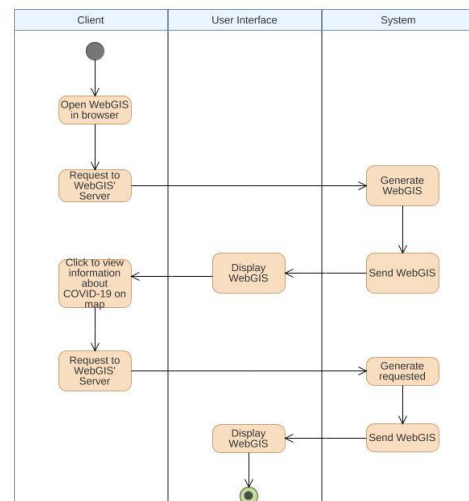 Client
User Interface
System
Open WebGIS
in browser
Request to
WebGIS'
Server
Generate
WebGIS
Click to view
information
about
COVID-19 on
map
Display
WebGIS
Send WebGIS
Request to
WebGIS'
Server
Generate
requested
Display
WebGIS
Send WebGIS